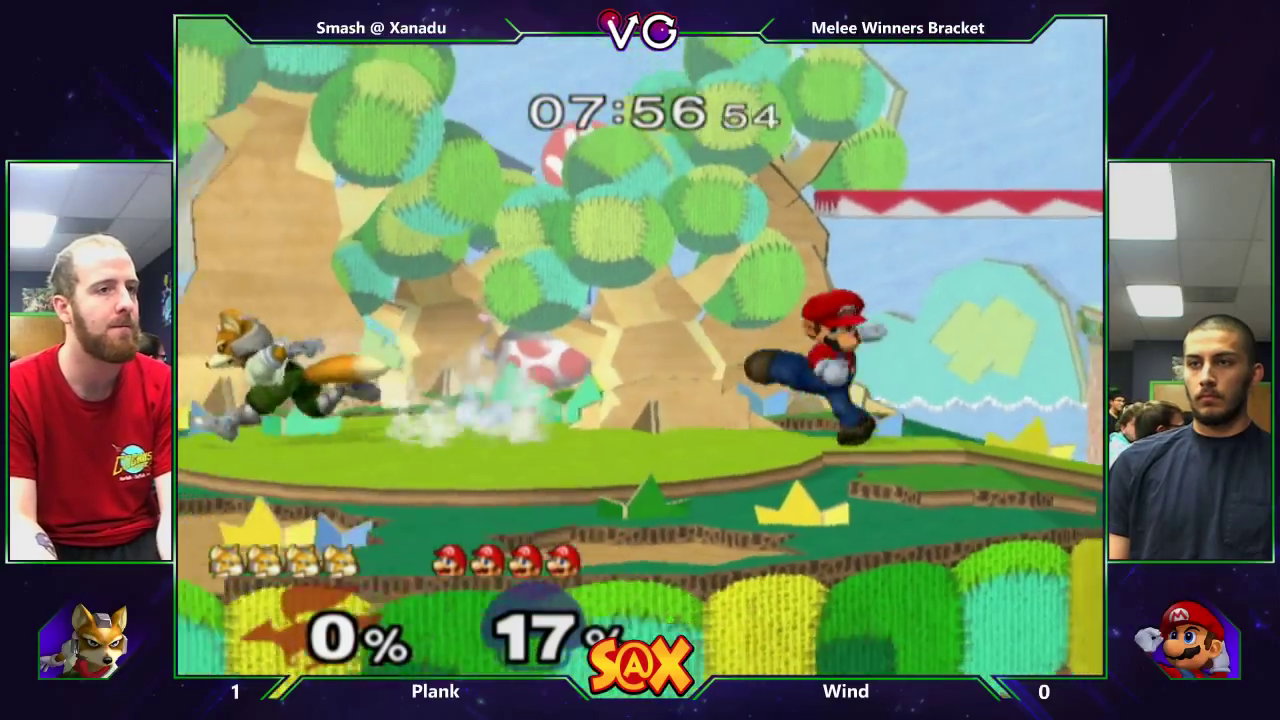 Smash @ Xanadu
VG
Melee Winners Bracket
07:56 54
0%
17%
S@X
1
Plank
Wind
0